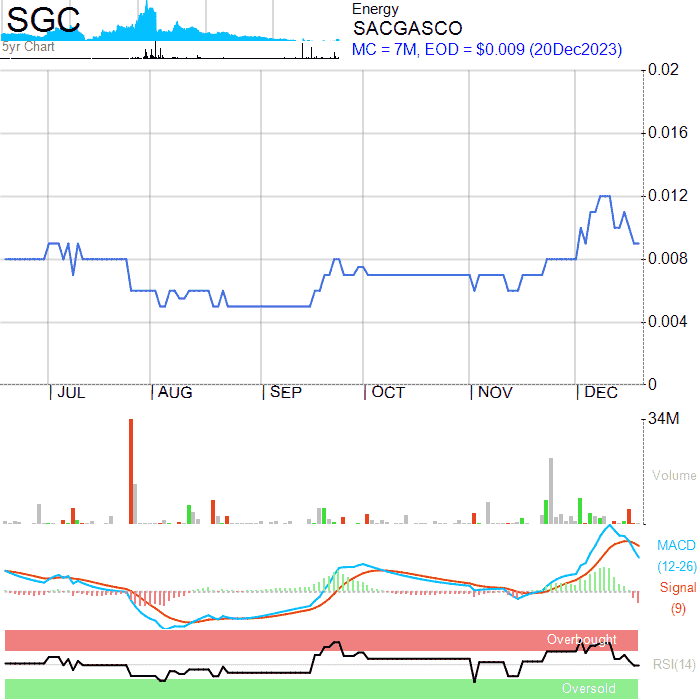 SGC
5yr Chart
Energy
SACGASCO
MC = 7M, EOD = $0.009 (20Dec2023)
0.02
0.016
0.012
0.008
0.004
0
JUL AUG SEP OCT NOV DEC
34M
Volume
MACD
(12-26)
Signal
(9)
Overbought
RSI(14)
Oversold